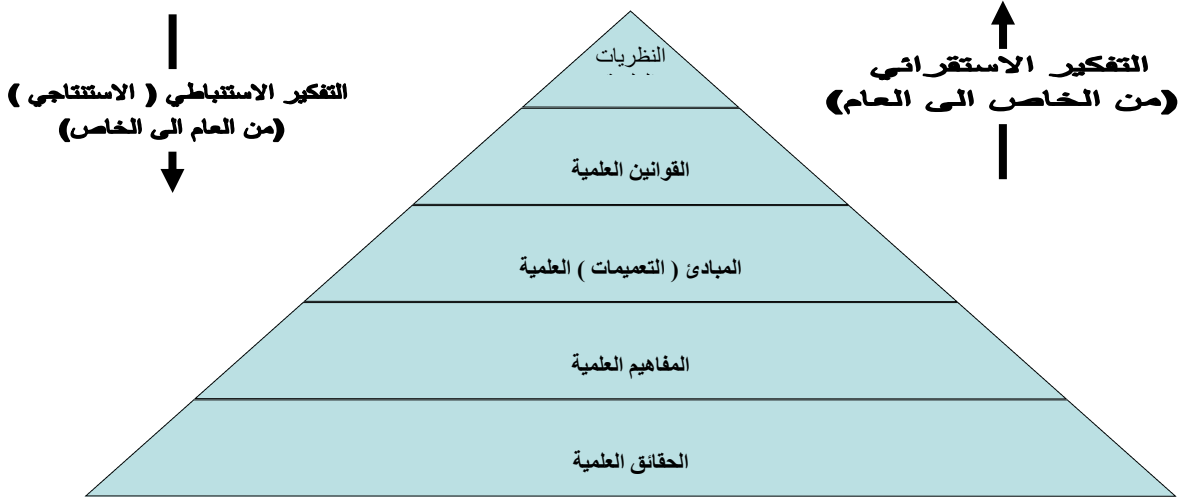 النظريات
التفكير الاستقرائي
(من الخاص الى العام)
التفكير الاستنباطي ( الاستنتاجي )
(من العام الى الخاص)
القوانين العلمية
المبادئ ( التعميمات ) العلمية
المفاهيم العلمية
الحقائق العلمية